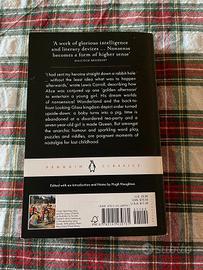 'A work of glorious intelligence
and literary devices ... Nonsense
becomes a form of higher sense'
MALCOLM BRADBURY
'I had sent my heroine straight down a rabbit-hole
... without the least idea what was to happen
afterwards,' wrote Lewis Carroll, describing how
Alice was conjured up one 'golden afternoon' to
entertain a young girl. His dream worlds
of nonsensical Wonderland and the back-to-
front Looking-Glass kingdom depict order turned
upside-down: a baby turns into a pig, time is
abandoned at a disordered tea-party and a
seven-year-old girl is made Queen. But amongst
the anarchic humour and sparkling word play,
puzzles and riddles, are poignant moments of
nostalgia for lost childhood.
PENGUIN CLASSICS
Edited with an Introduction and Notes by Hugh Haughton